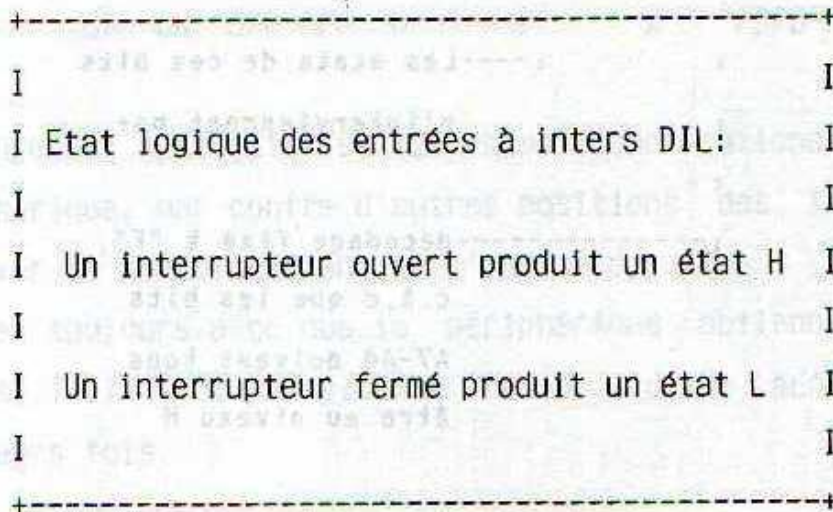 +-----------------------------------------------+
I I
I Etat logique des entrées à inters DIL: I
I I
I Un interrupteur ouvert produit un état H I
I I
I Un interrupteur fermé produit un état L I
I I
+-----------------------------------------------+